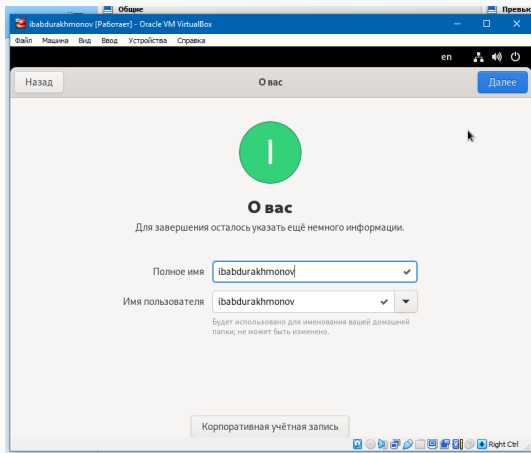 Общие
Превью
ibabdurakhmonov [Работает] - Oracle VM VirtualBox
Файл Машина Вид Ввод Устройства Справка
en
Назад
О вас
Далее
I
О вас
Для завершения осталось указать ещё немного информации.
Полное имя ibabdurakhmonov
Имя пользователя ibabdurakhmonov
Будет использовано для именования вашей домашней
папки; не может быть изменено.
Корпоративная учётная запись
Right Ctrl